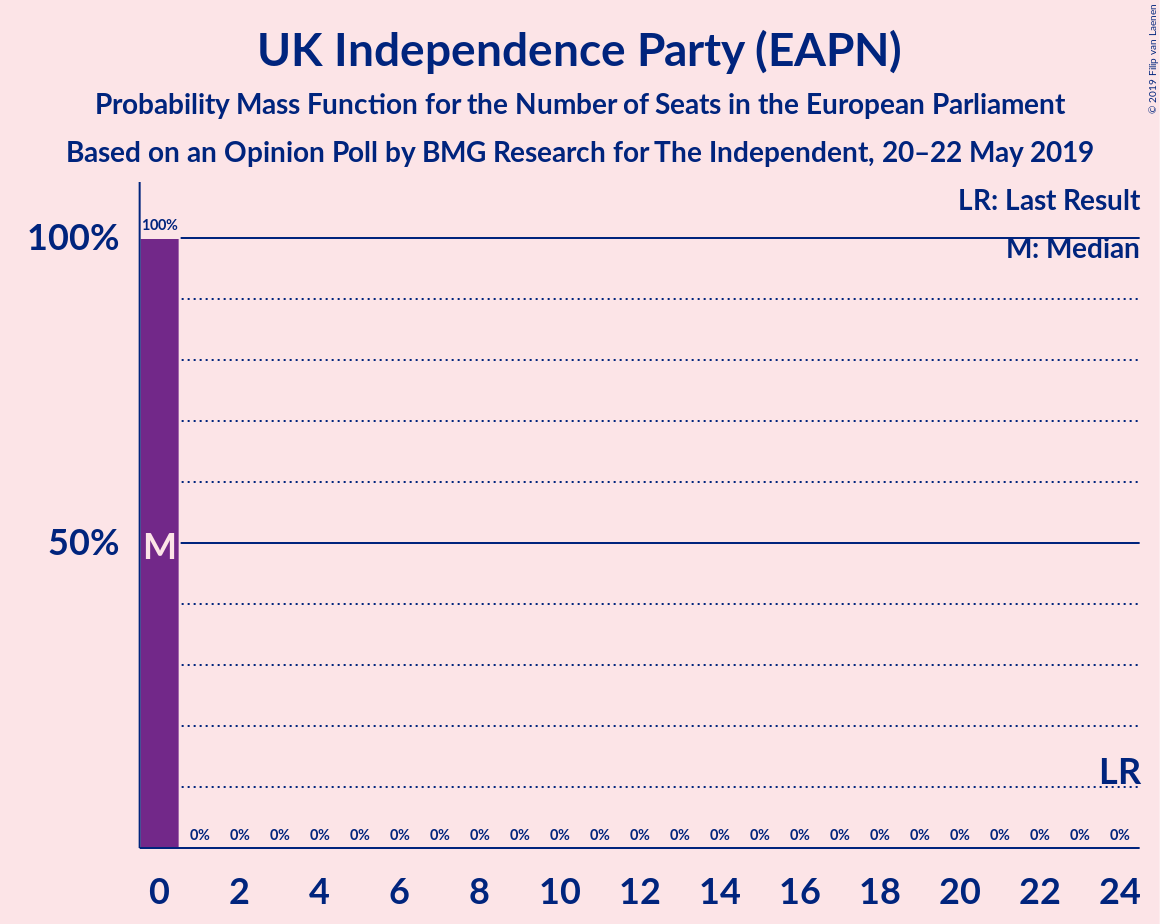 UK Independence Party (EAPN)
Probability Mass Function for the Number of Seats in the European Parliament
Based on an Opinion Poll by BMG Research for The Independent, 20–22 May 2019
© 2019 Filip van Laenen
LR: Last Result
M: Median
100%
100%
50%
M
LR
0% 0% 0% 0% 0% 0% 0% 0% 0% 0% 0% 0% 0% 0% 0% 0% 0% 0% 0% 0% 0% 0% 0% 0%
0 2 4 6 8 10 12 14 16 18 20 22 24